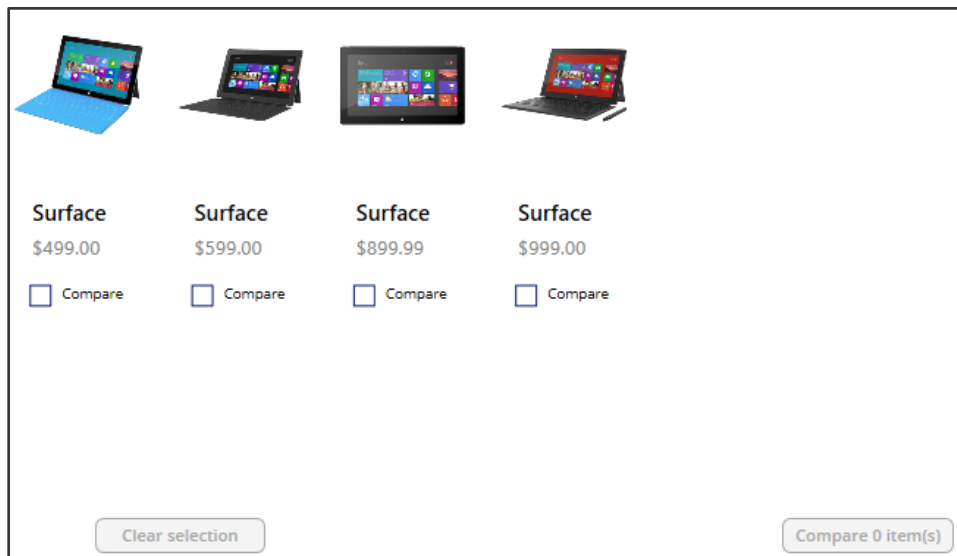 Surface
$499.00
Compare
Surface
$599.00
Compare
Surface
$899.99
Compare
Surface
$999.00
Compare
Clear selection
Compare 0 item(s)